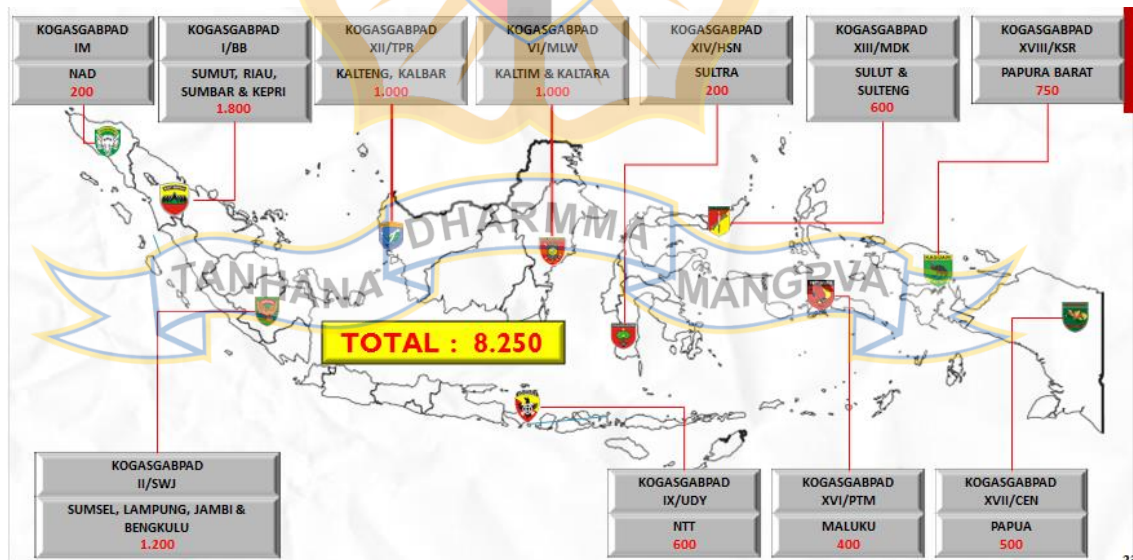 KOGASGABPAD
IM
NAD
200
KOGASGABPAD
I/BB
SUMUT, RIAU,
SUMBAR & KEPRI
1.800
KOGASGABPAD
XII/TPR
KALTENG, KALBAR
1.000
KOGASGABPAD
VI/MLW
KALTIM & KALTARA
1.000
KOGASGABPAD
XIV/HSN
SULTRA
200
KOGASGABPAD
XIII/MDK
SULUT &
SULTENG
600
KOGASGABPAD
XVIII/KSR
PAPURA BARAT
750
TANHANA DHARMMA MANGRVA
TOTAL : 8.250
KOGASGABPAD
II/SWJ
SUMSEL, LAMPUNG, JAMBI &
BENGKULU
1.200
KOGASGABPAD
IX/UDY
NTT
600
KOGASGABPAD
XVI/PTM
MALUKU
400
KOGASGABPAD
XVII/CEN
PAPUA
500